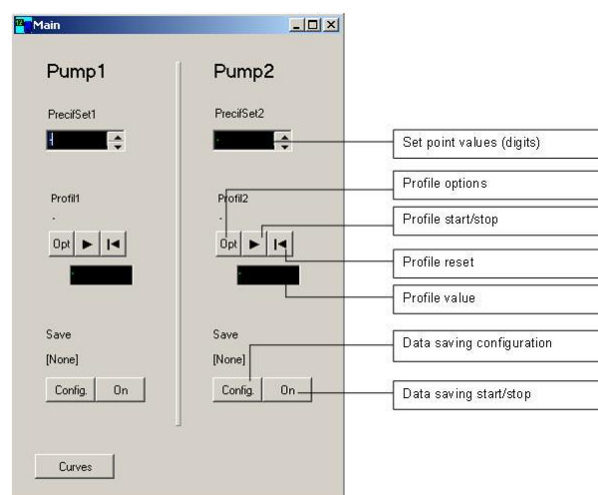 Main
Pump1
Pump2
PrecifSet1
PrecifSet2
Set point values (digits)
Profile options
Profil1
Profil2
Profile start/stop
Opt
Opt
Profile reset
Profile value
Save
Save
Data saving configuration
[None]
[None]
Config.
On
Config.
On
Data saving start/stop
Curves